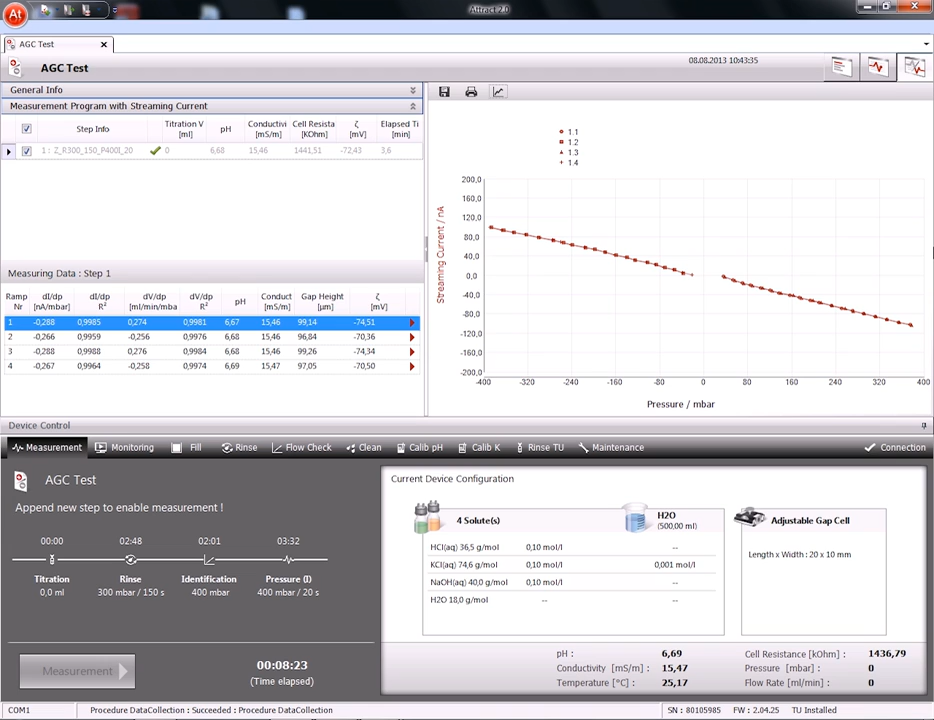 At
Attract 2.0
AGC Test
AGC Test
08.08.2013 10:43:35
General Info
Measurement Program with Streaming Current
Step Info Titration V [ml] pH Conductivi [mS/m] Cell Resista [KOhm] ζ [mV] Elapsed Ti [min]
1 : Z_R300_150_P400I_20 0 6,68 15,46 1441,51 -72,43 3,6
Measuring Data : Step 1
Ramp Nr dI/dp [nA/mbar] dI/dp R² dV/dp [ml/min/mba dV/dp R² pH Conduct [mS/m] Gap Height [µm] ζ [mV]
1 -0,288 0,9985 0,274 0,9981 6,67 15,46 99,14 -74,51
2 -0,266 0,9959 -0,256 0,9976 6,68 15,46 96,84 -70,36
3 -0,288 0,9988 0,276 0,9984 6,68 15,46 99,26 -74,34
4 -0,267 0,9964 -0,258 0,9974 6,69 15,47 97,05 -70,50
1.1
1.2
1.3
1.4
Streaming Current / nA
200,0
160,0
120,0
80,0
40,0
0,0
-40,0
-80,0
-120,0
-160,0
-200,0
-400 -320 -240 -160 -80 0 80 160 240 320 400
Pressure / mbar
Device Control
Measurement Monitoring Fill Rinse Flow Check Clean Calib pH Calib K Rinse TU Maintenance Connection
AGC Test
Append new step to enable measurement !
00:00 02:48 02:01 03:32
Titration Rinse Identification Pressure (I)
0,0 ml 300 mbar / 150 s 400 mbar 400 mbar / 20 s
Measurement
00:08:23
(Time elapsed)
Current Device Configuration
4 Solute(s) H2O (500,00 ml)
HCl(aq) 36,5 g/mol 0,10 mol/l --
KCl(aq) 74,6 g/mol 0,10 mol/l 0,001 mol/l
NaOH(aq) 40,0 g/mol 0,10 mol/l --
H2O 18,0 g/mol -- --
Adjustable Gap Cell
Length x Width : 20 x 10 mm
pH : 6,69 Cell Resistance [kOhm] : 1436,79
Conductivity [mS/m] : 15,47 Pressure [mbar] : 0
Temperature [°C] : 25,17 Flow Rate [ml/min] : 0
COM1 Procedure DataCollection : Succeeded : Procedure DataCollection SN : 80105985 FW : 2.04.25 TU Installed